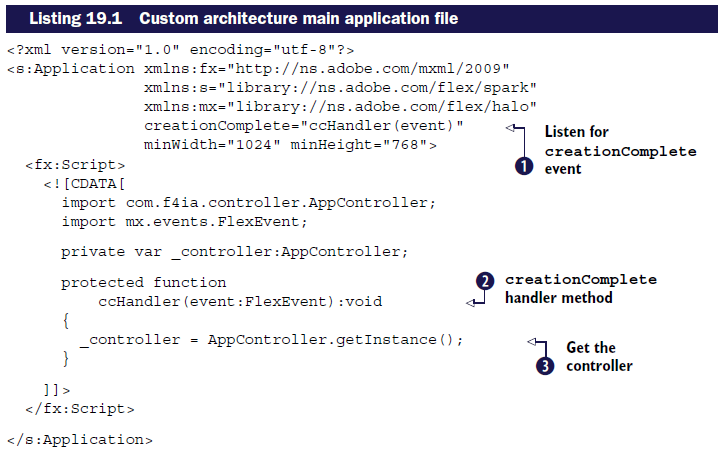 Listing 19.1 Custom architecture main application file
<?xml version="1.0" encoding="utf-8"?>
<s:Application xmlns:fx="http://ns.adobe.com/mxml/2009"
xmlns:s="library://ns.adobe.com/flex/spark"
xmlns:mx="library://ns.adobe.com/flex/halo"
creationComplete="ccHandler(event)"
minWidth="1024" minHeight="768">
1 Listen for
creationComplete
event
<fx:Script>
<![CDATA[
import com.f4ia.controller.AppController;
import mx.events.FlexEvent;
private var _controller:AppController;
protected function
ccHandler(event:FlexEvent):void
2 creationComplete
handler method
{
_controller = AppController.getInstance();
}
3 Get the
controller
]]>
</fx:Script>
</s:Application>